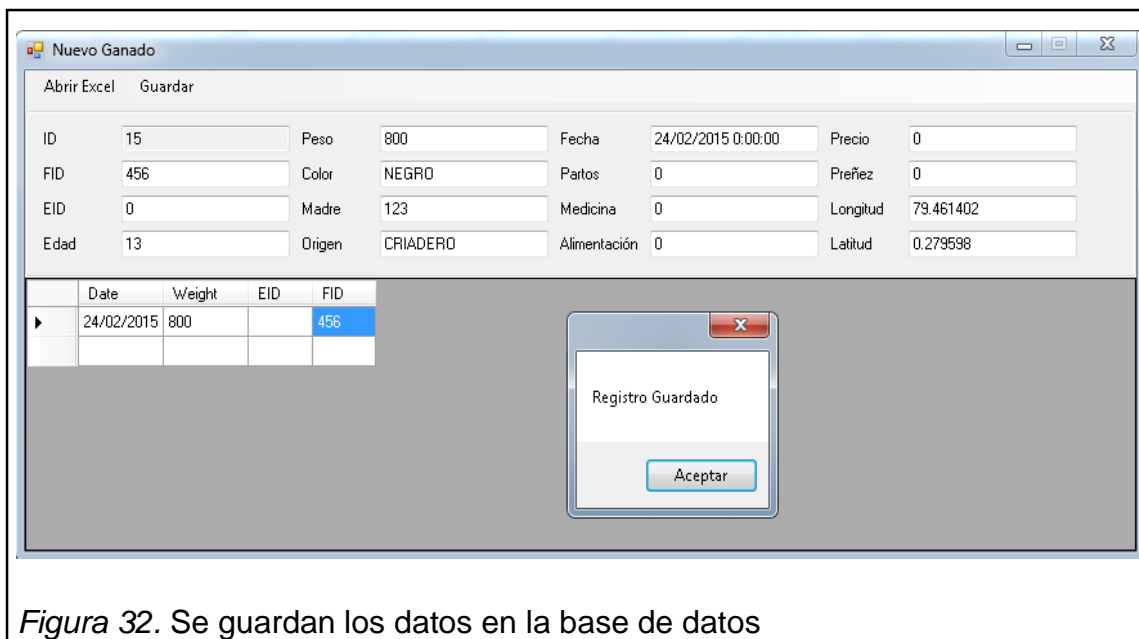 Nuevo Ganado
Abrir Excel Guardar
ID 15 Peso 800 Fecha 24/02/2015 0:00:00 Precio 0
FID 456 Color NEGRO Partos 0 Preñez 0
EID 0 Madre 123 Medicina 0 Longitud 79.461402
Edad 13 Origen CRIADERO Alimentación 0 Latitud 0.279598
Date Weight EID FID
24/02/2015 800 456
Registro Guardado
Aceptar
Figura 32. Se guardan los datos en la base de datos